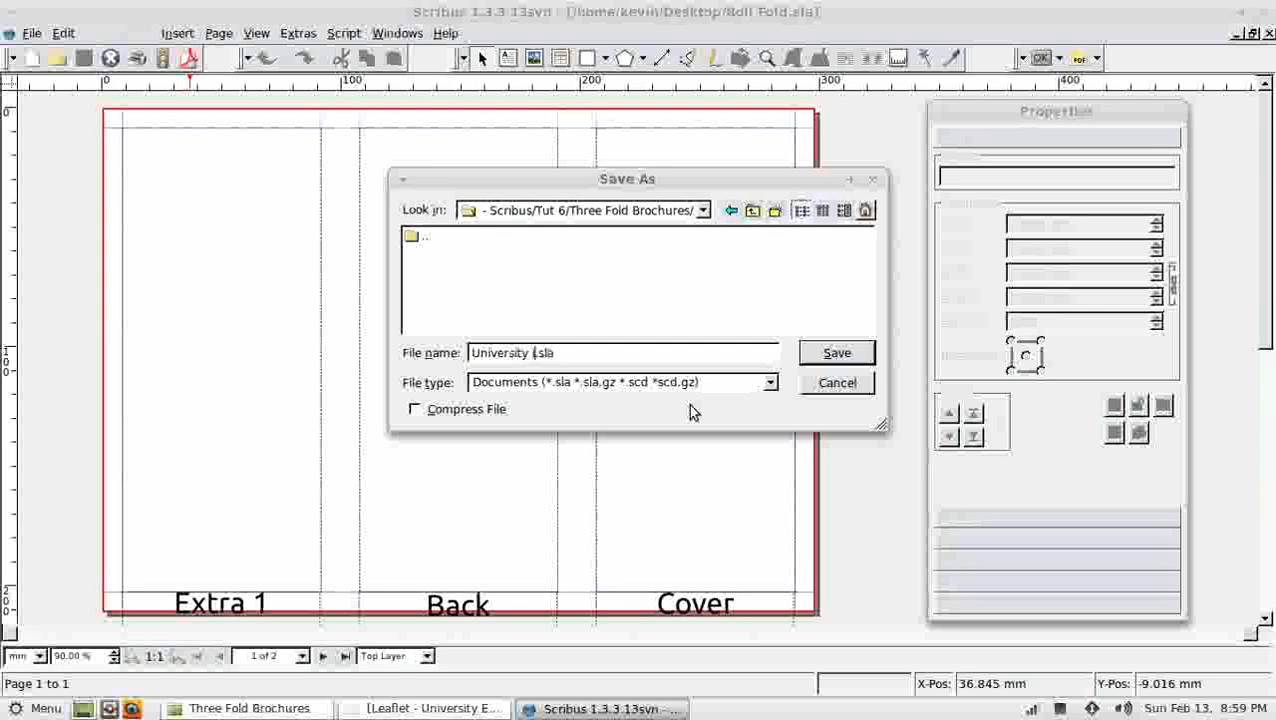 Scribus 1.3.3.13svn - [/home/kevin/Desktop/Roll Fold.sla]
File Edit Insert Page View Extras Script Windows Help
OK PDF
0 100 200 300 400
Properties
Save As
Look in: - Scribus/Tut 6/Three Fold Brochures/
..
File name: University .sla
Save
File type: Documents (*.sla *.sla.gz *.scd *scd.gz)
Cancel
Compress File
0
100
200
Extra 1 Back Cover
mm 90.00 % 1:1 1 of 2 Top Layer
Page 1 to 1 X-Pos: 36.845 mm Y-Pos: -9.016 mm
Menu Three Fold Brochures [Leaflet - University E... Scribus 1.3.3.13svn - ... Sun Feb 13, 8:59 PM